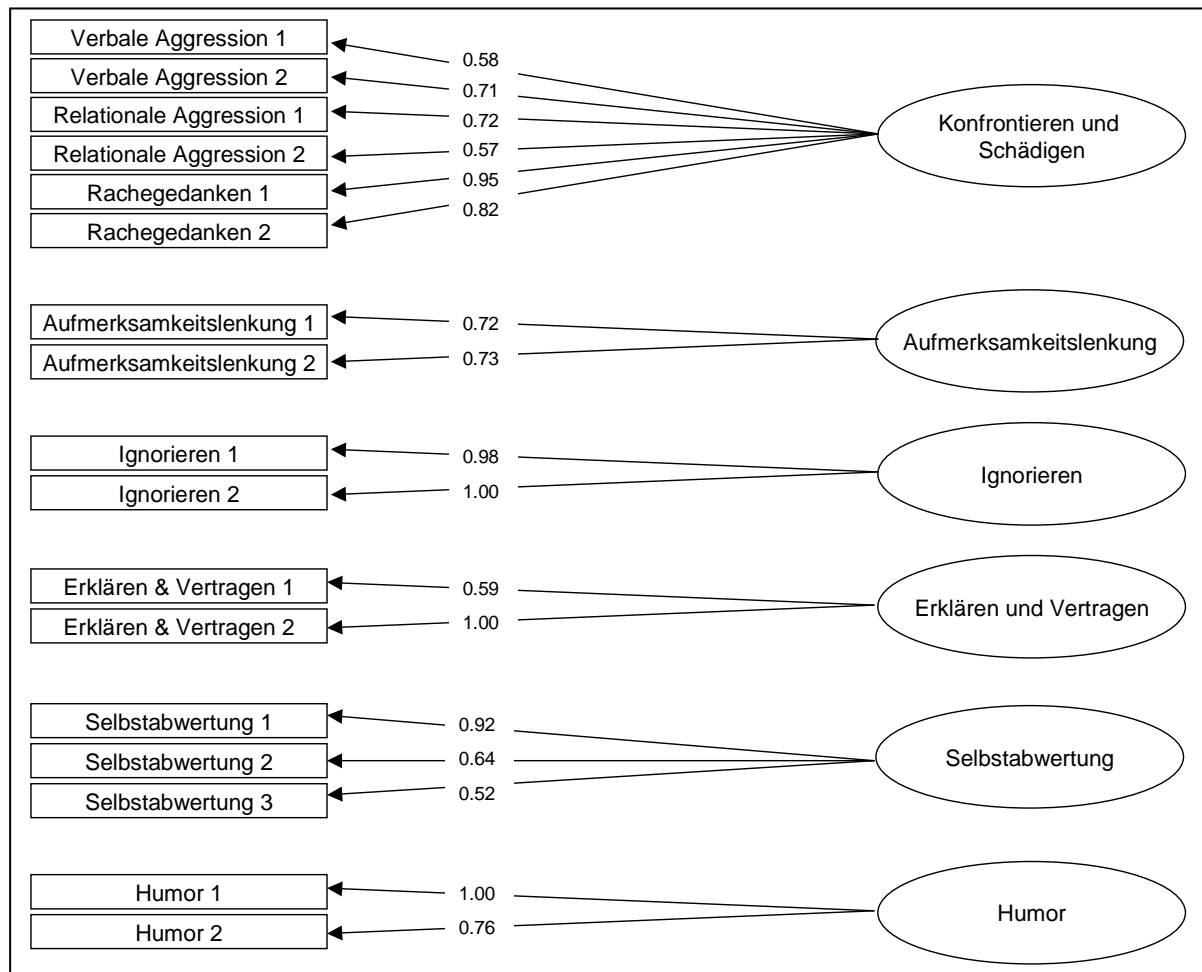 Verbale Aggression 1
0.58
Verbale Aggression 2
0.71
Relationale Aggression 1
0.72
Relationale Aggression 2
0.57
Rachegedanken 1
0.95
Rachegedanken 2
0.82
Konfrontieren und
Schädigen
Aufmerksamkeitslenkung 1
0.72
Aufmerksamkeitslenkung 2
0.73
Aufmerksamkeitslenkung
Ignorieren 1
0.98
Ignorieren 2
1.00
Ignorieren
Erklären & Vertragen 1
0.59
Erklären & Vertragen 2
1.00
Erklären und Vertragen
Selbstabwertung 1
0.92
Selbstabwertung 2
0.64
Selbstabwertung 3
0.52
Selbstabwertung
Humor 1
1.00
Humor 2
0.76
Humor